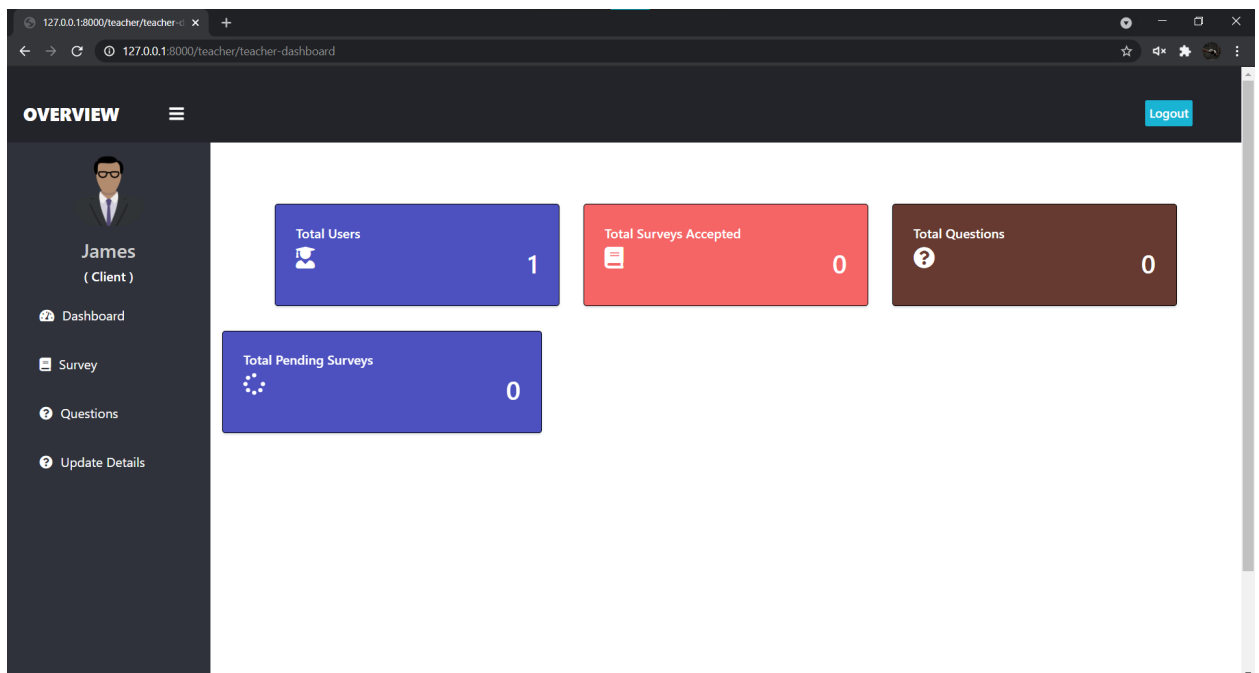 127.0.0.1:8000/teacher/teacher-d
127.0.0.1:8000/teacher/teacher-dashboard
OVERVIEW
Logout
James
( Client )
Dashboard
Survey
Questions
Update Details
Total Users
1
Total Surveys Accepted
0
Total Questions
0
Total Pending Surveys
0